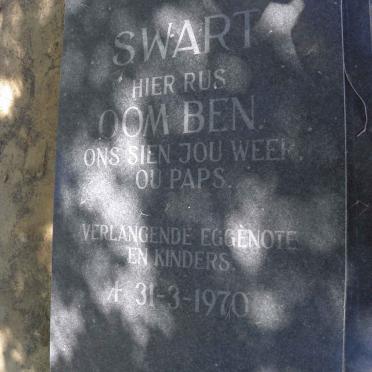 SWART
HIER RUS
OOM BEN.
ONS SIEN JOU WEER,
OU PAPS.
VERLANGENDE EGGENOTE
EN KINDERS.
31-3-1970